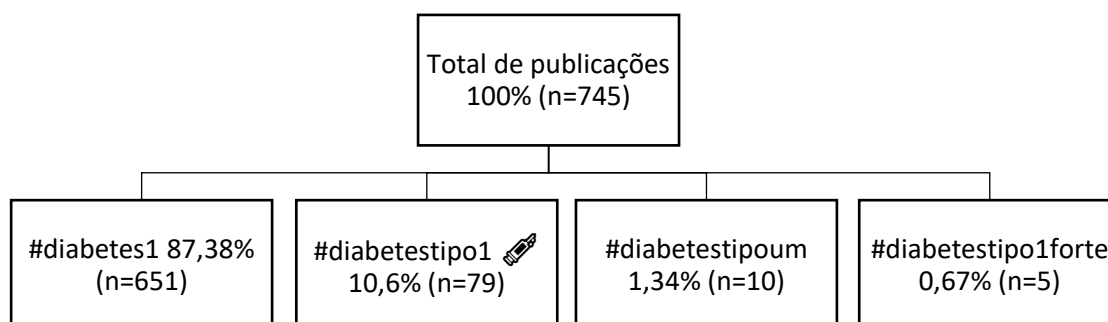 Total de publicações
100% (n=745)
#diabetes1 87,38%
(n=651)
#diabetestipo1 💉
10,6% (n=79)
#diabetestipoum
1,34% (n=10)
#diabetestipo1forte
0,67% (n=5)